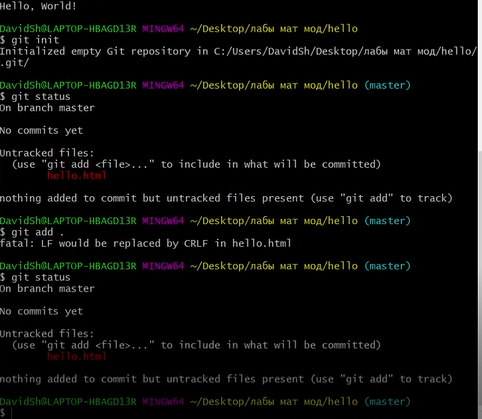 Hello, World!
DavidSh@LAPTOP-HBAGD13R MINGW64 ~/Desktop/лабы мат мод/hello
$ git init
Initialized empty Git repository in C:/Users/DavidSh/Desktop/лабы мат мод/hello/
.git/
DavidSh@LAPTOP-HBAGD13R MINGW64 ~/Desktop/лабы мат мод/hello (master)
$ git status
On branch master
No commits yet
Untracked files:
(use "git add <file>..." to include in what will be committed)
hello.html
nothing added to commit but untracked files present (use "git add" to track)
DavidSh@LAPTOP-HBAGD13R MINGW64 ~/Desktop/лабы мат мод/hello (master)
$ git add .
fatal: LF would be replaced by CRLF in hello.html
DavidSh@LAPTOP-HBAGD13R MINGW64 ~/Desktop/лабы мат мод/hello (master)
$ git status
On branch master
No commits yet
Untracked files:
(use "git add <file>..." to include in what will be committed)
hello.html
nothing added to commit but untracked files present (use "git add" to track)
DavidSh@LAPTOP-HBAGD13R MINGW64 ~/Desktop/лабы мат мод/hello (master)
$